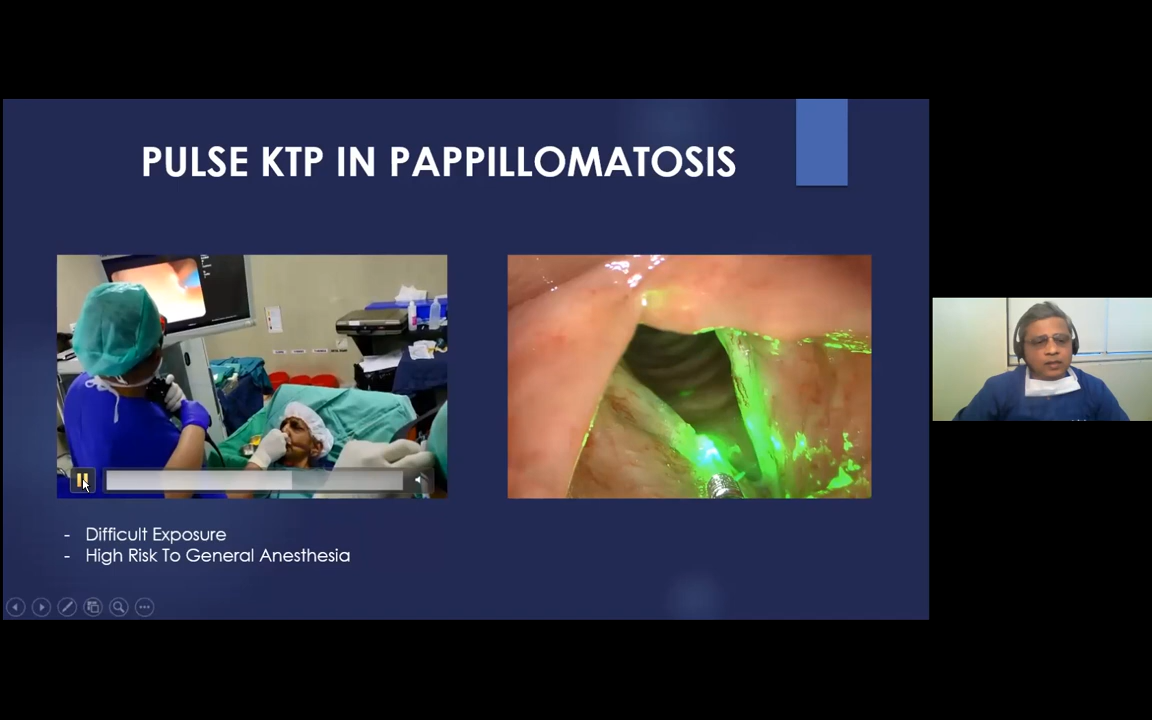 PULSE KTP IN PAPPILLOMATOSIS
- Difficult Exposure
- High Risk To General Anesthesia